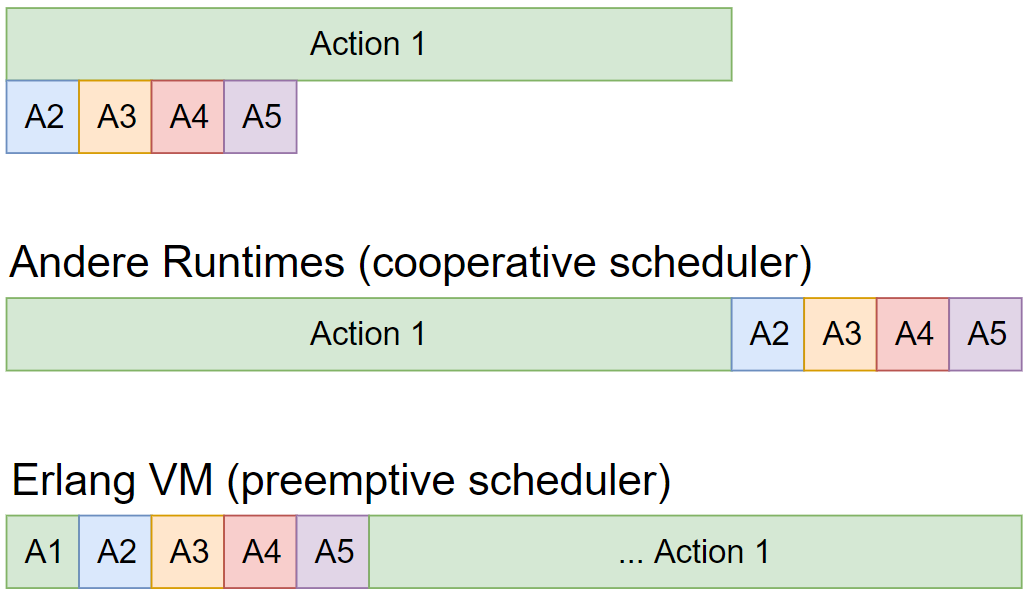 Action 1
A2 A3 A4 A5
Andere Runtimes (cooperative scheduler)
Action 1 A2 A3 A4 A5
Erlang VM (preemptive scheduler)
A1 A2 A3 A4 A5 ... Action 1